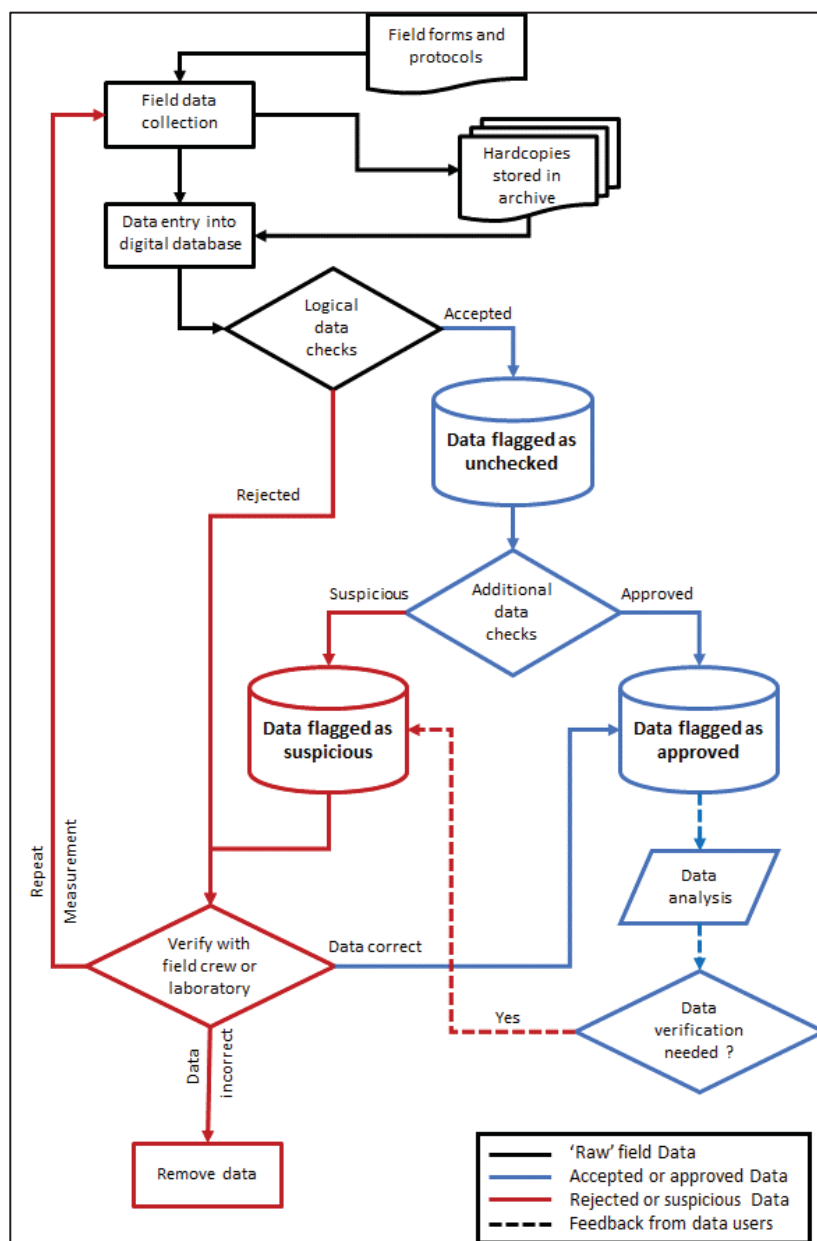 Field forms and
protocols
Field data
collection
Hardcopies
stored in
archive
Data entry into
digital database
Logical
data
checks
Accepted
Data flagged as
unchecked
Rejected
Suspicious
Additional
data
checks
Approved
Data flagged as
suspicious
Data flagged as
approved
Repeat
Measurement
Data
analysis
Verify with
field crew or
laboratory
Data correct
Yes
Data
verification
needed ?
Data
incorrect
Remove data
‘Raw’ field Data
Accepted or approved Data
Rejected or suspicious Data
Feedback from data users